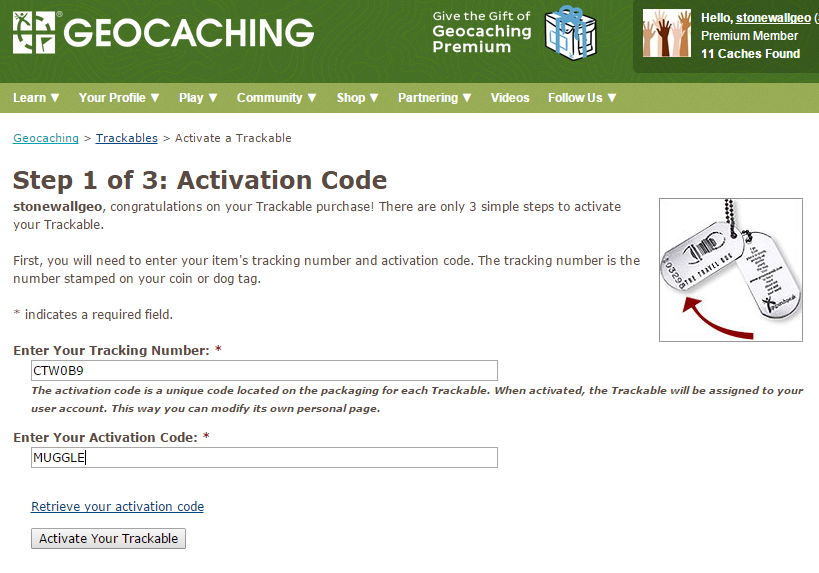 GEOCACHING
Give the Gift of
Geocaching
Premium
Hello, stonewallgeo (
Premium Member
11 Caches Found
Learn ▼ Your Profile ▼ Play ▼ Community ▼ Shop ▼ Partnering ▼ Videos Follow Us ▼
Geocaching > Trackables > Activate a Trackable
Step 1 of 3: Activation Code
stonewallgeo, congratulations on your Trackable purchase! There are only 3 simple steps to activate
your Trackable.
First, you will need to enter your item's tracking number and activation code. The tracking number is the
number stamped on your coin or dog tag.
* indicates a required field.
103298
THE TRAVEL BUG
Enter Your Tracking Number: *
CTW0B9
The activation code is a unique code located on the packaging for each Trackable. When activated, the Trackable will be assigned to your
user account. This way you can modify its own personal page.
Enter Your Activation Code: *
MUGGLE
Retrieve your activation code
Activate Your Trackable